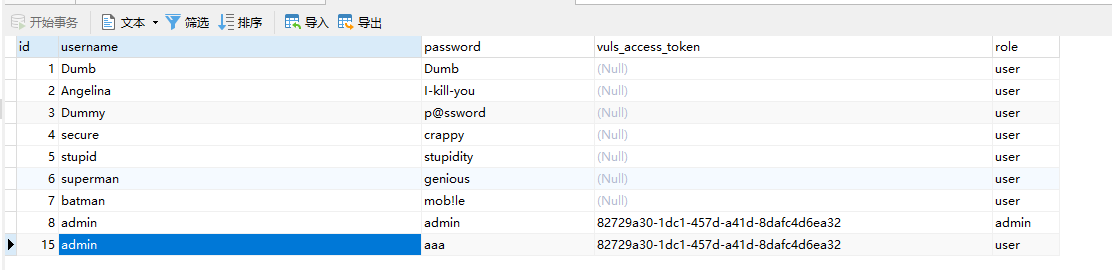 开始事务 文本 筛选 排序 导入 导出
id username password vuls_access_token role
1 Dumb Dumb (Null) user
2 Angelina I-kill-you (Null) user
3 Dummy p@ssword (Null) user
4 secure crappy (Null) user
5 stupid stupidity (Null) user
6 superman genious (Null) user
7 batman mob!le (Null) user
8 admin admin 82729a30-1dc1-457d-a41d-8dafc4d6ea32 admin
15 admin aaa 82729a30-1dc1-457d-a41d-8dafc4d6ea32 user